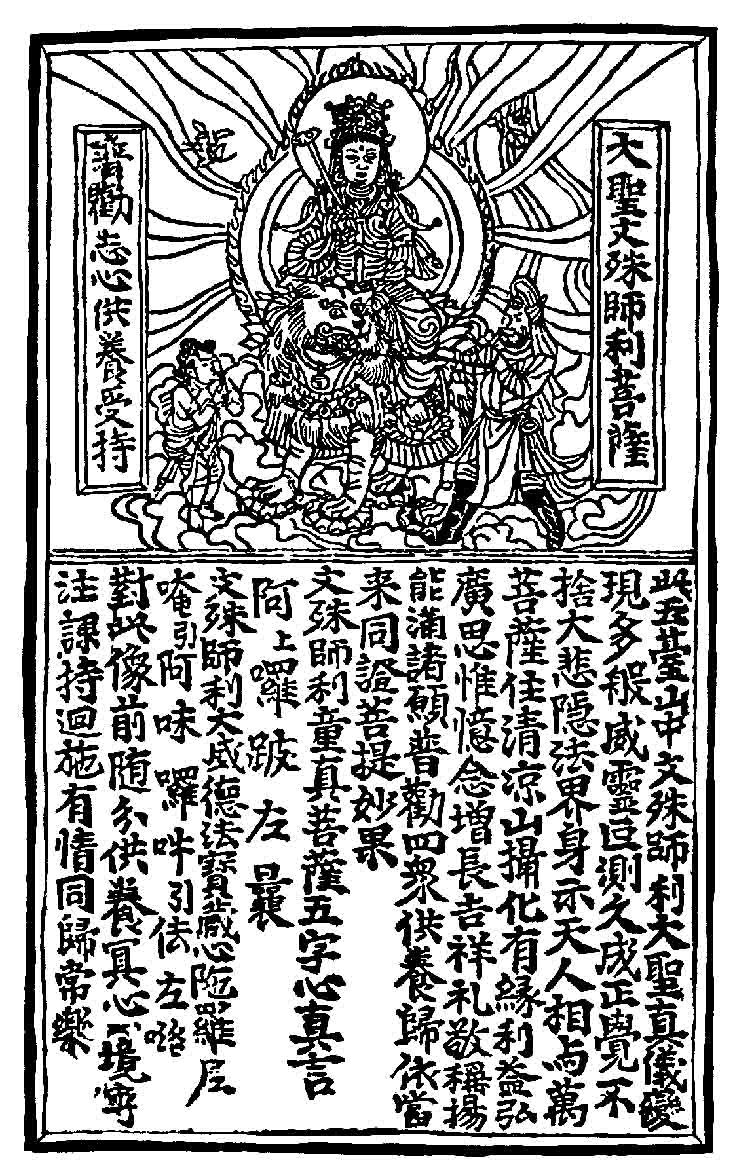 大聖文殊師利菩薩
普勸志心供養受持
此五臺山中文殊師利大聖真儀變
現多般威靈叵測久成正覺不
捨大悲隱法界身示天人相与萬
菩薩住清涼山攝化有緣利益弘
廣思惟憶念增長吉祥礼敬稱揚
能滿諸願普勸四衆供養歸依當
来同證菩提妙果
文殊師利童真菩薩五字心真言
阿上囉跛左曩
文殊師利大威德法寶藏心陁羅尼
唵引阿味囉吽引佉左
對此像前随分供養冥心一境專
注課持迴施有情同歸常樂